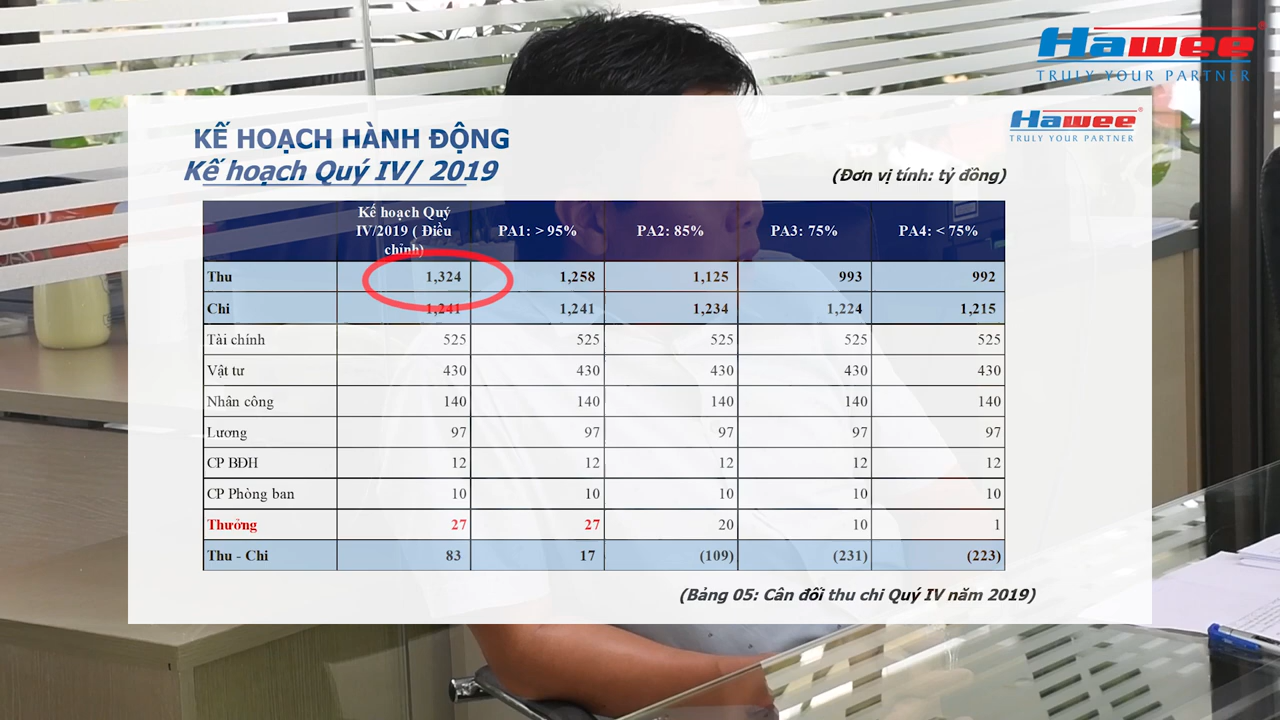 Hawee
TRULY YOUR PARTNER
Hawee
TRULY YOUR PARTNER
KẾ HOẠCH HÀNH ĐỘNG
Kế hoạch Quý IV/ 2019
(Đơn vị tính: tỷ đồng)
Kế hoạch Quý
IV/2019 ( Điều
chỉnh)
PA1: > 95%
PA2: 85%
PA3: 75%
PA4: < 75%
Thu 1,324 1,258 1,125 993 992
Chi 1,241 1,241 1,234 1,224 1,215
Tài chính 525 525 525 525 525
Vật tư 430 430 430 430 430
Nhân công 140 140 140 140 140
Lương 97 97 97 97 97
CP BĐH 12 12 12 12 12
CP Phòng ban 10 10 10 10 10
Thưởng 27 27 20 10 1
Thu - Chi 83 17 (109) (231) (223)
(Bảng 05: Cân đối thu chi Quý IV năm 2019)